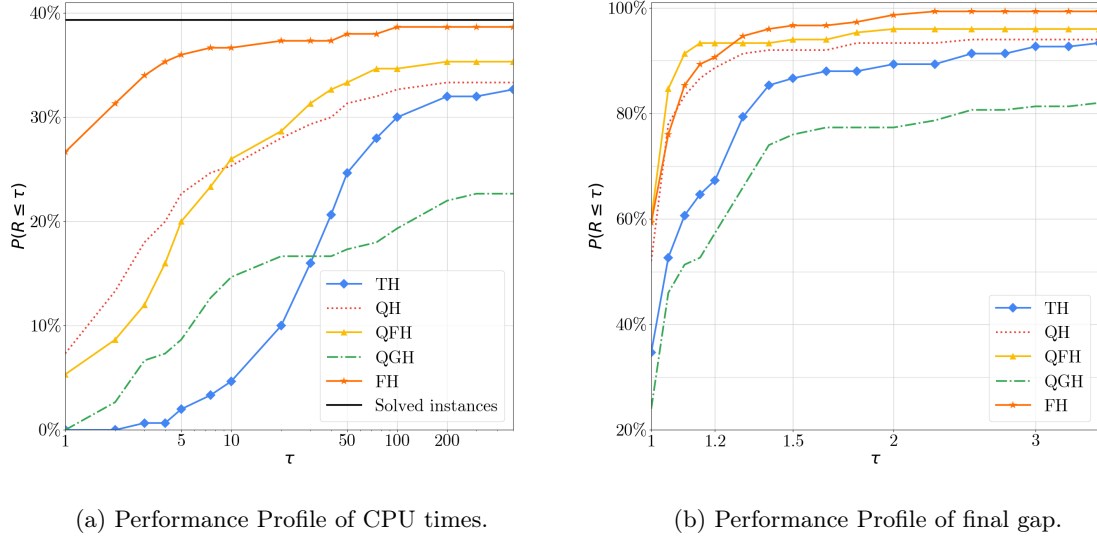 40%
30%
20%
10%
0%
P(R ≤ τ)
1
5
10
50
100
200
τ
TH
QH
QFH
QGH
FH
Solved instances
(a) Performance Profile of CPU times.
100%
80%
60%
40%
20%
P(R ≤ τ)
1
1.2
1.5
2
3
τ
TH
QH
QFH
QGH
FH
(b) Performance Profile of final gap.